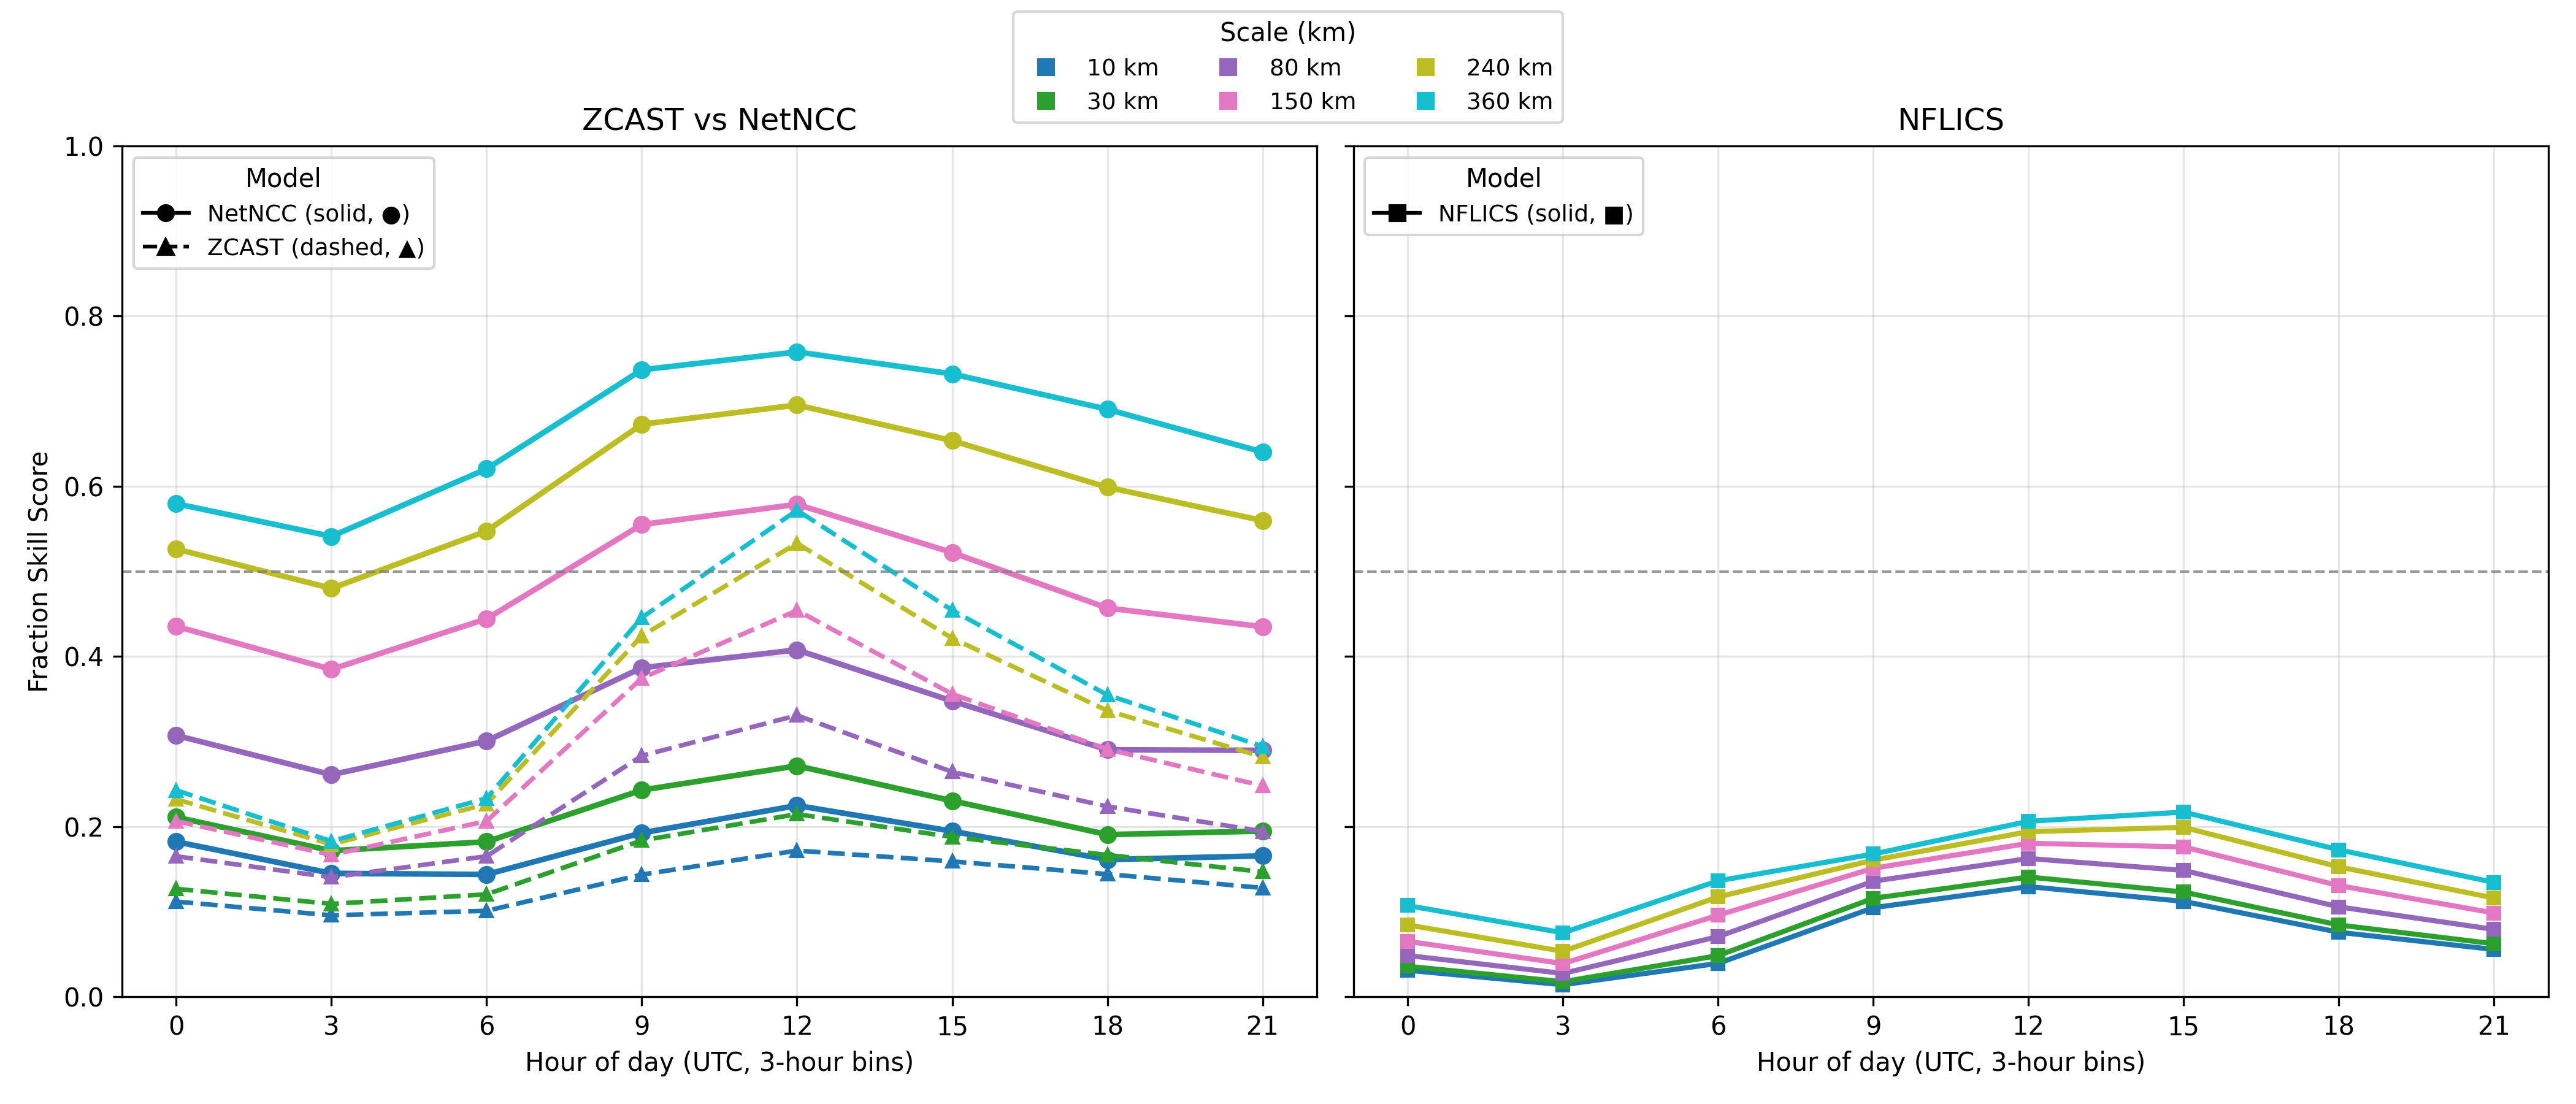 Scale (km)
10 km 80 km 240 km
30 km 150 km 360 km
ZCAST vs NetNCC
Model
NetNCC (solid, ●)
ZCAST (dashed, ▲)
Fraction Skill Score
1.0
0.8
0.6
0.4
0.2
0.0
0 3 6 9 12 15 18 21
Hour of day (UTC, 3-hour bins)
NFLICS
Model
NFLICS (solid, ■)
0 3 6 9 12 15 18 21
Hour of day (UTC, 3-hour bins)